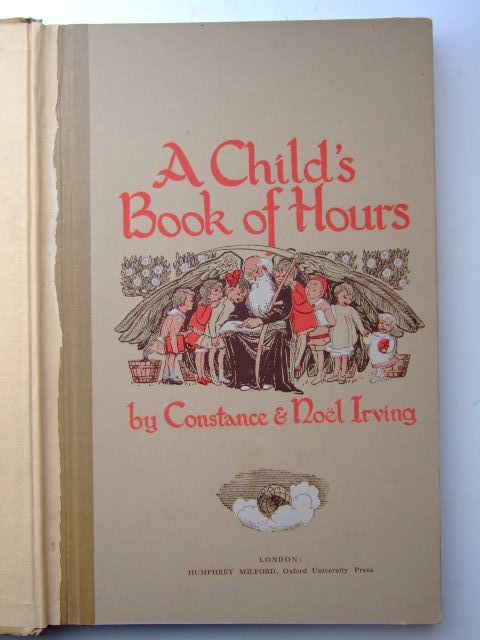 A Child's
Book of Hours
by Constance & Noël Irving
LONDON:
HUMPHREY MILFORD, Oxford University Press